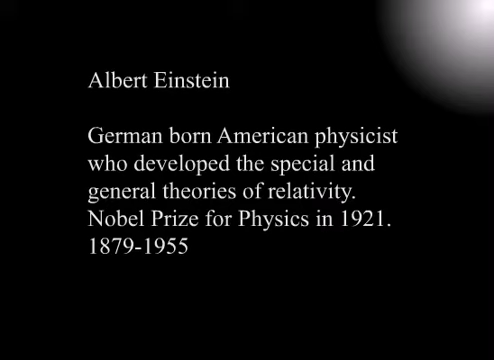 Albert Einstein
German born American physicist
who developed the special and
general theories of relativity.
Nobel Prize for Physics in 1921.
1879-1955